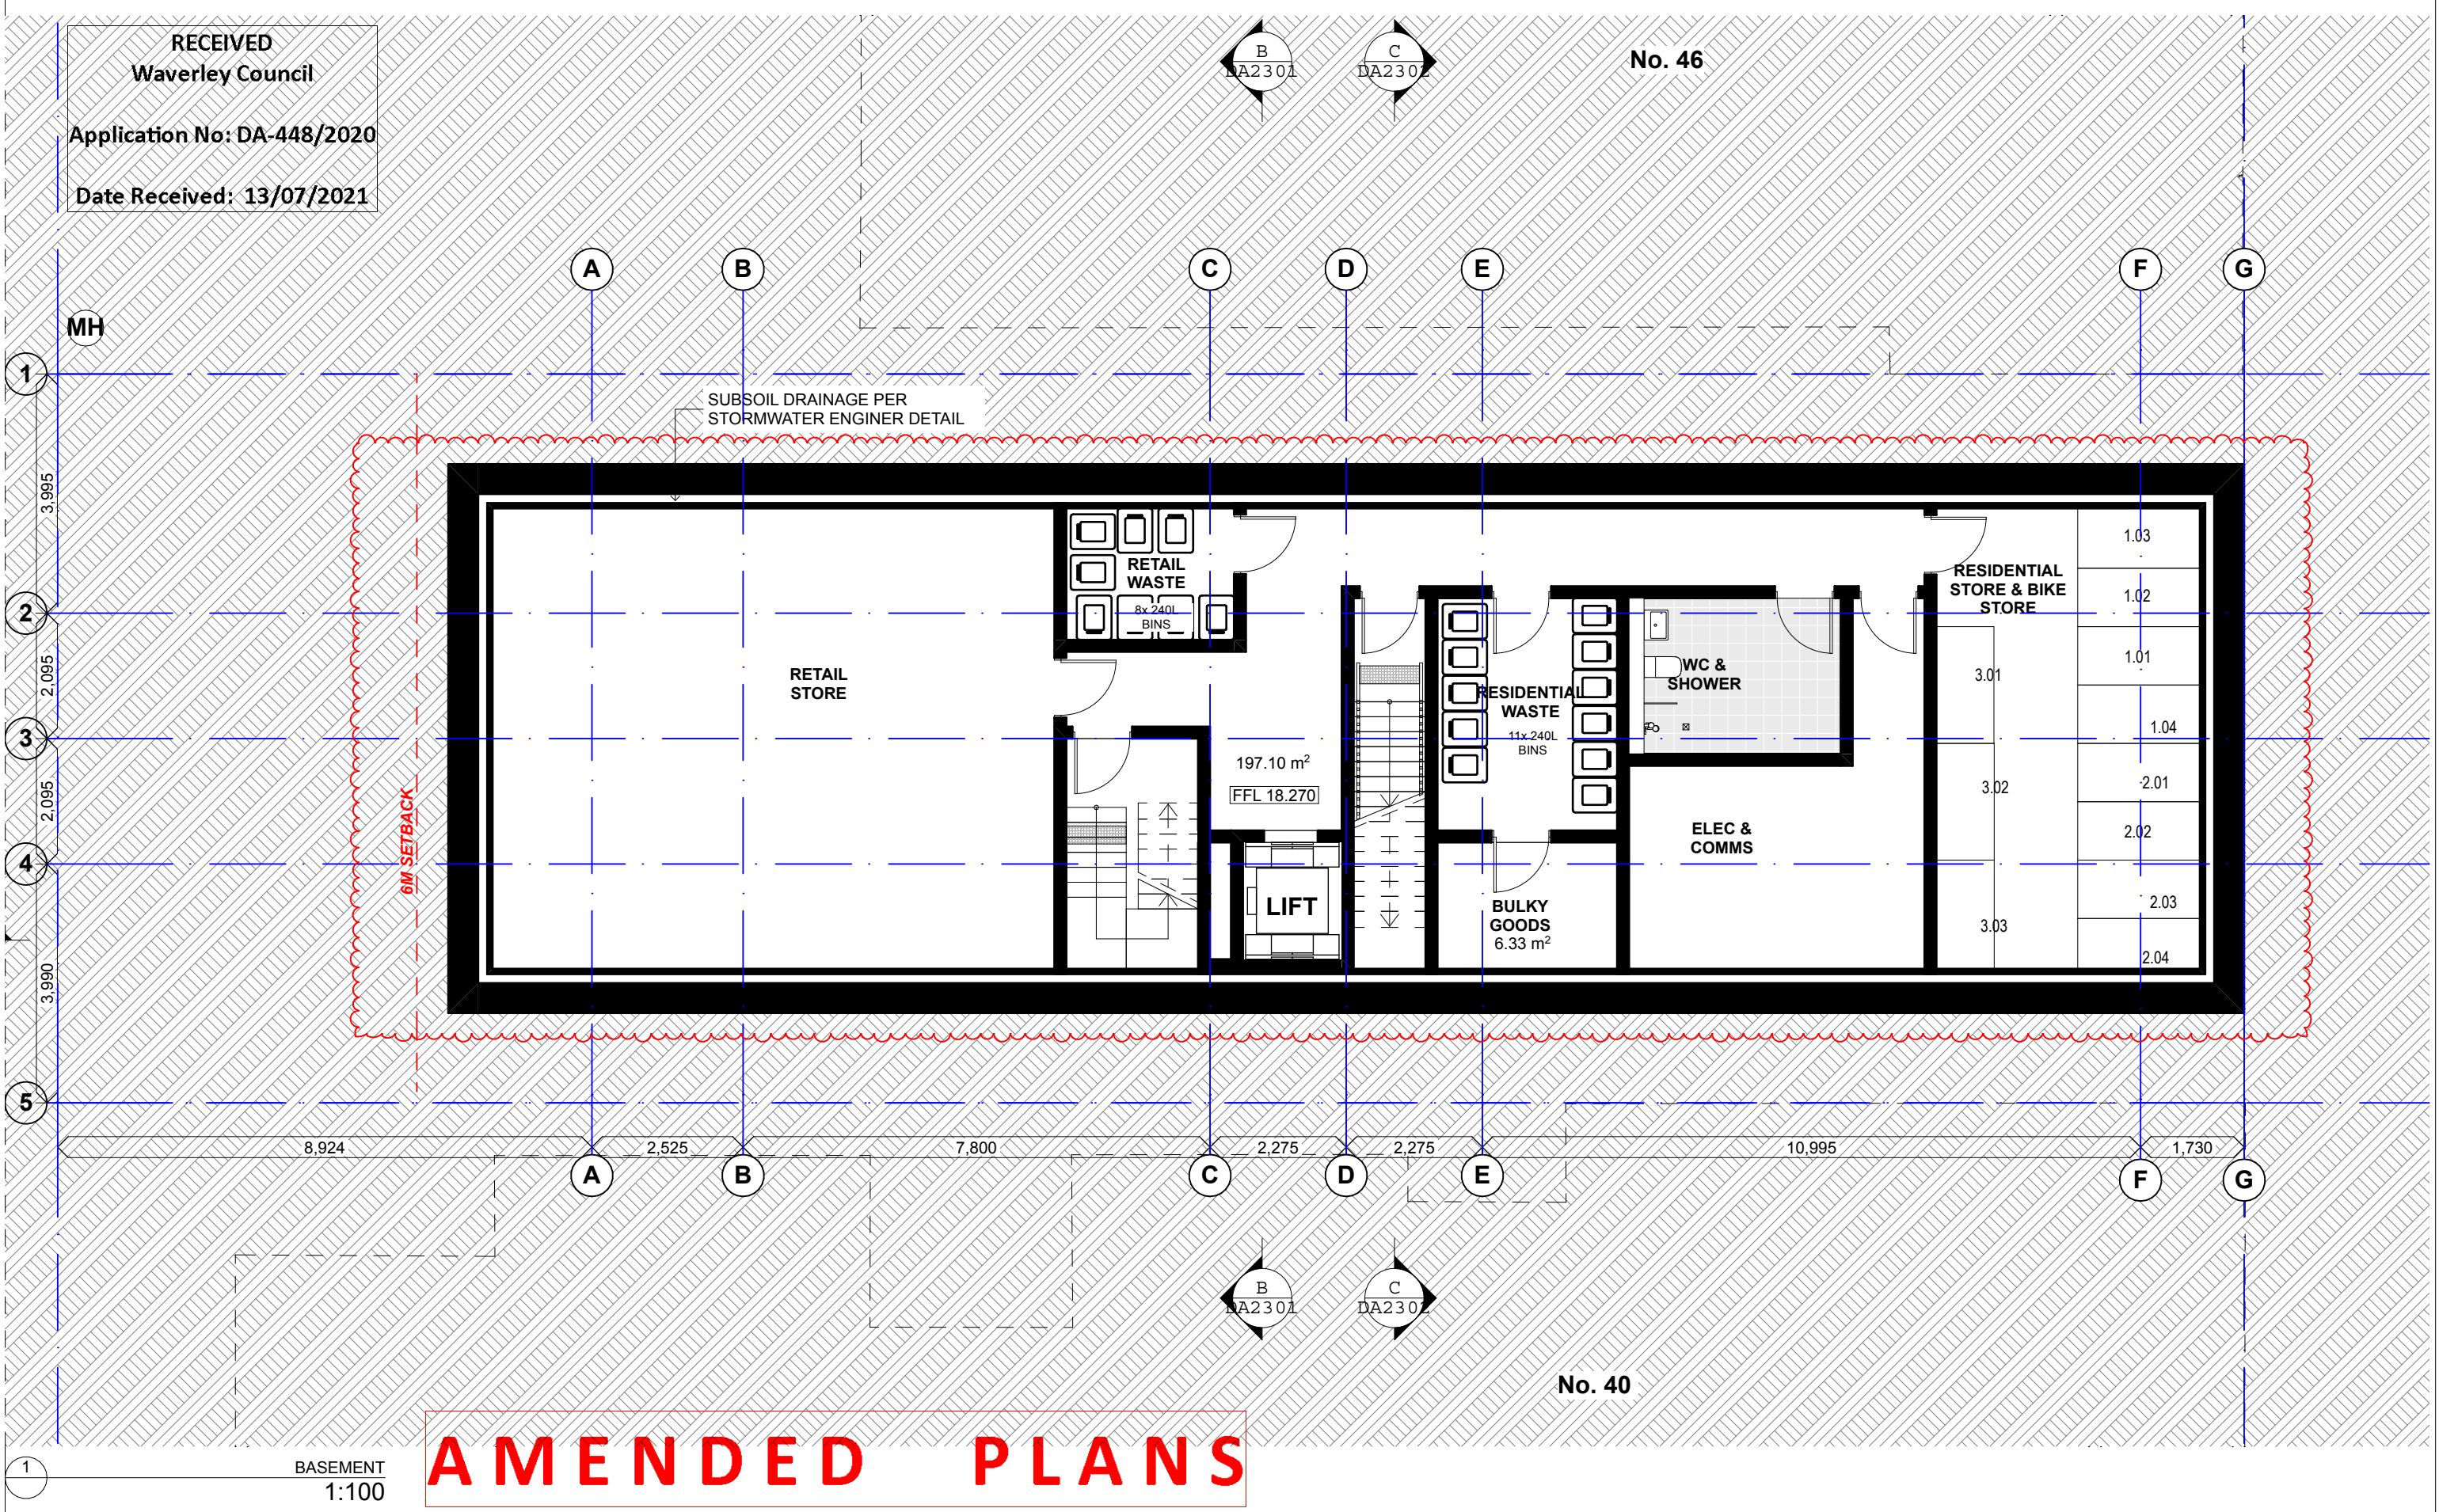 RECEIVED
Waverley Council
Application No: DA-448/2020
Date Received: 13/07/2021
B
DA2301
C
DA2302
No. 46
A
B
C
D
E
F
G
MH
1
2
3
4
5
3,995
2,095
2,095
3,990
SUBSOIL DRAINAGE PER
STORMWATER ENGINER DETAIL
6M SETBACK
RETAIL
STORE
RETAIL
WASTE
8x 240L
BINS
197.10 m²
FFL 18.270
LIFT
RESIDENTIAL
WASTE
11x 240L
BINS
BULKY
GOODS
6.33 m²
WC &
SHOWER
ELEC &
COMMS
RESIDENTIAL
STORE & BIKE
STORE
3.01
3.02
3.03
1.03
1.02
1.01
1.04
2.01
2.02
2.03
2.04
8,924
2,525
7,800
2,275
2,275
10,995
1,730
A
B
C
D
E
F
G
B
DA2301
C
DA2302
No. 40
1
BASEMENT
1:100
AMENDED PLANS